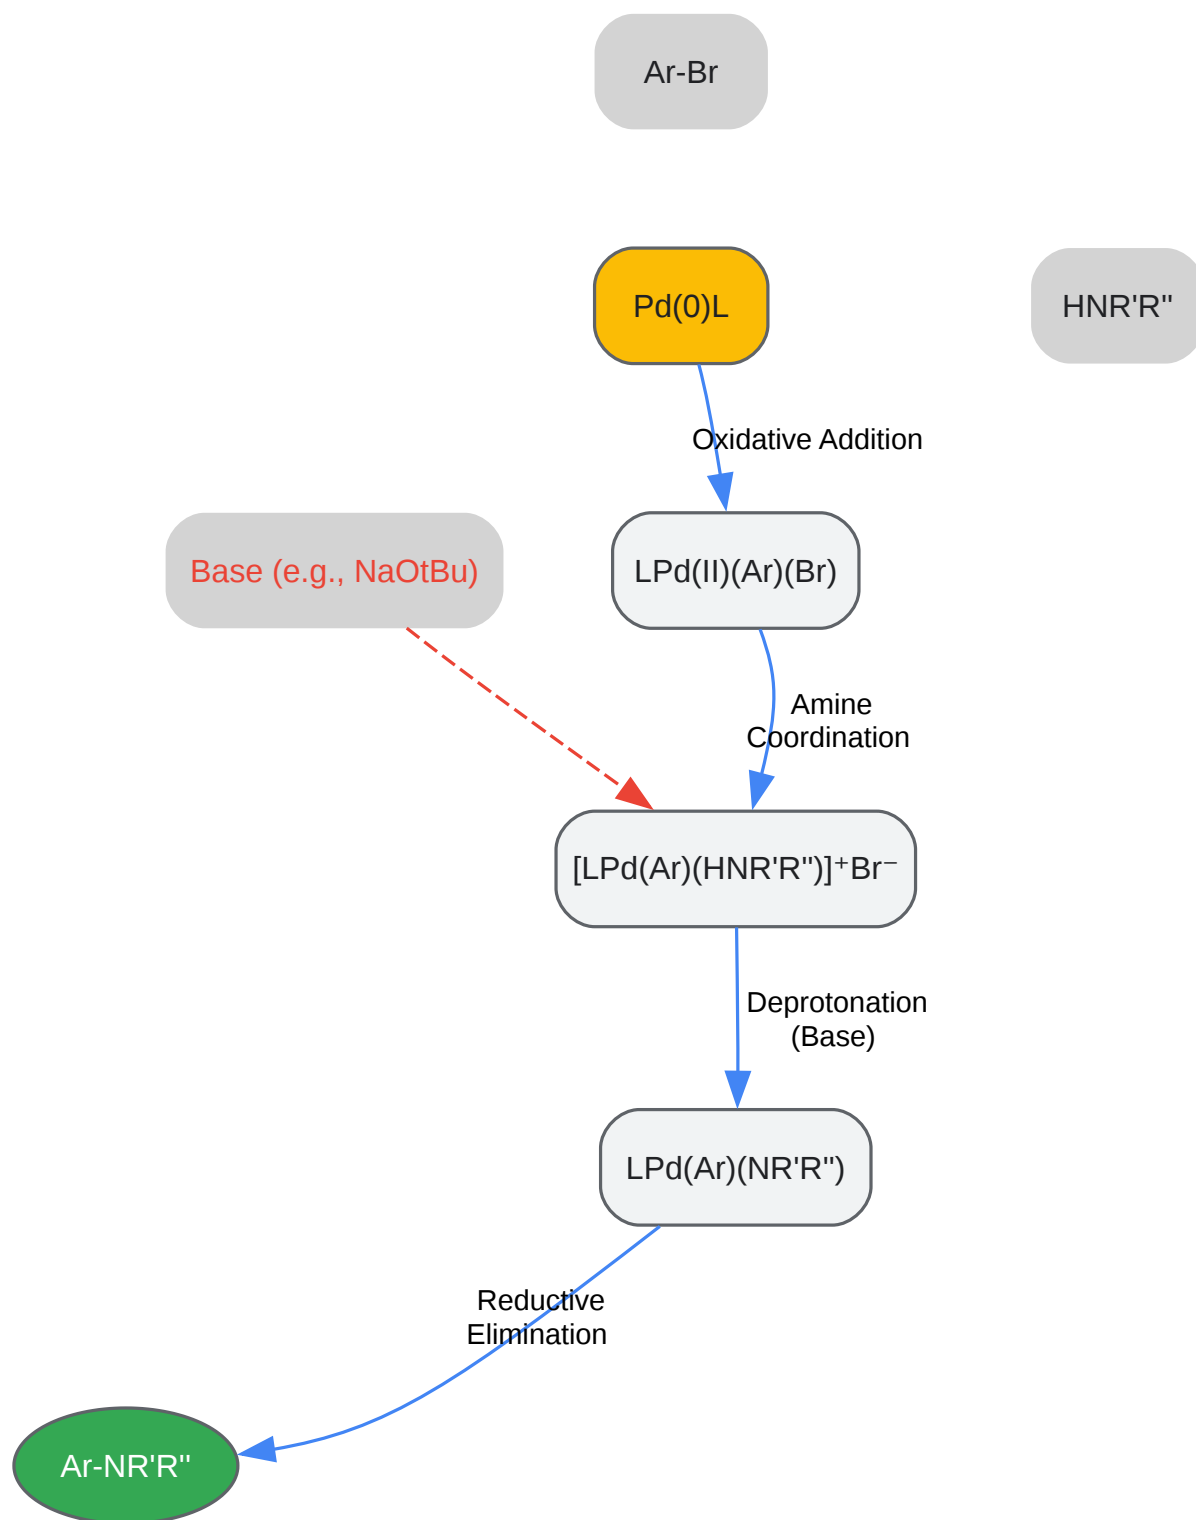 Ar-Br
Pd(0)L
HNR'R"
Oxidative Addition
Base (e.g., NaOtBu)
LPd(II)(Ar)(Br)
Amine
Coordination
[LPd(Ar)(HNR'R")]⁺Br⁻
Deprotonation
(Base)
LPd(Ar)(NR'R")
Reductive
Elimination
Ar-NR'R"